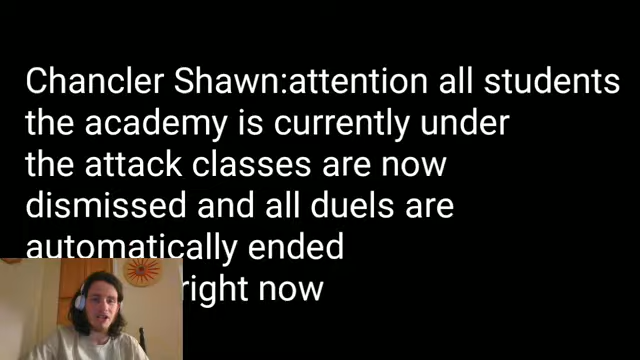 Chancler Shawn:attention all students
the academy is currently under
the attack classes are now
dismissed and all duels are
automatically ended
right now